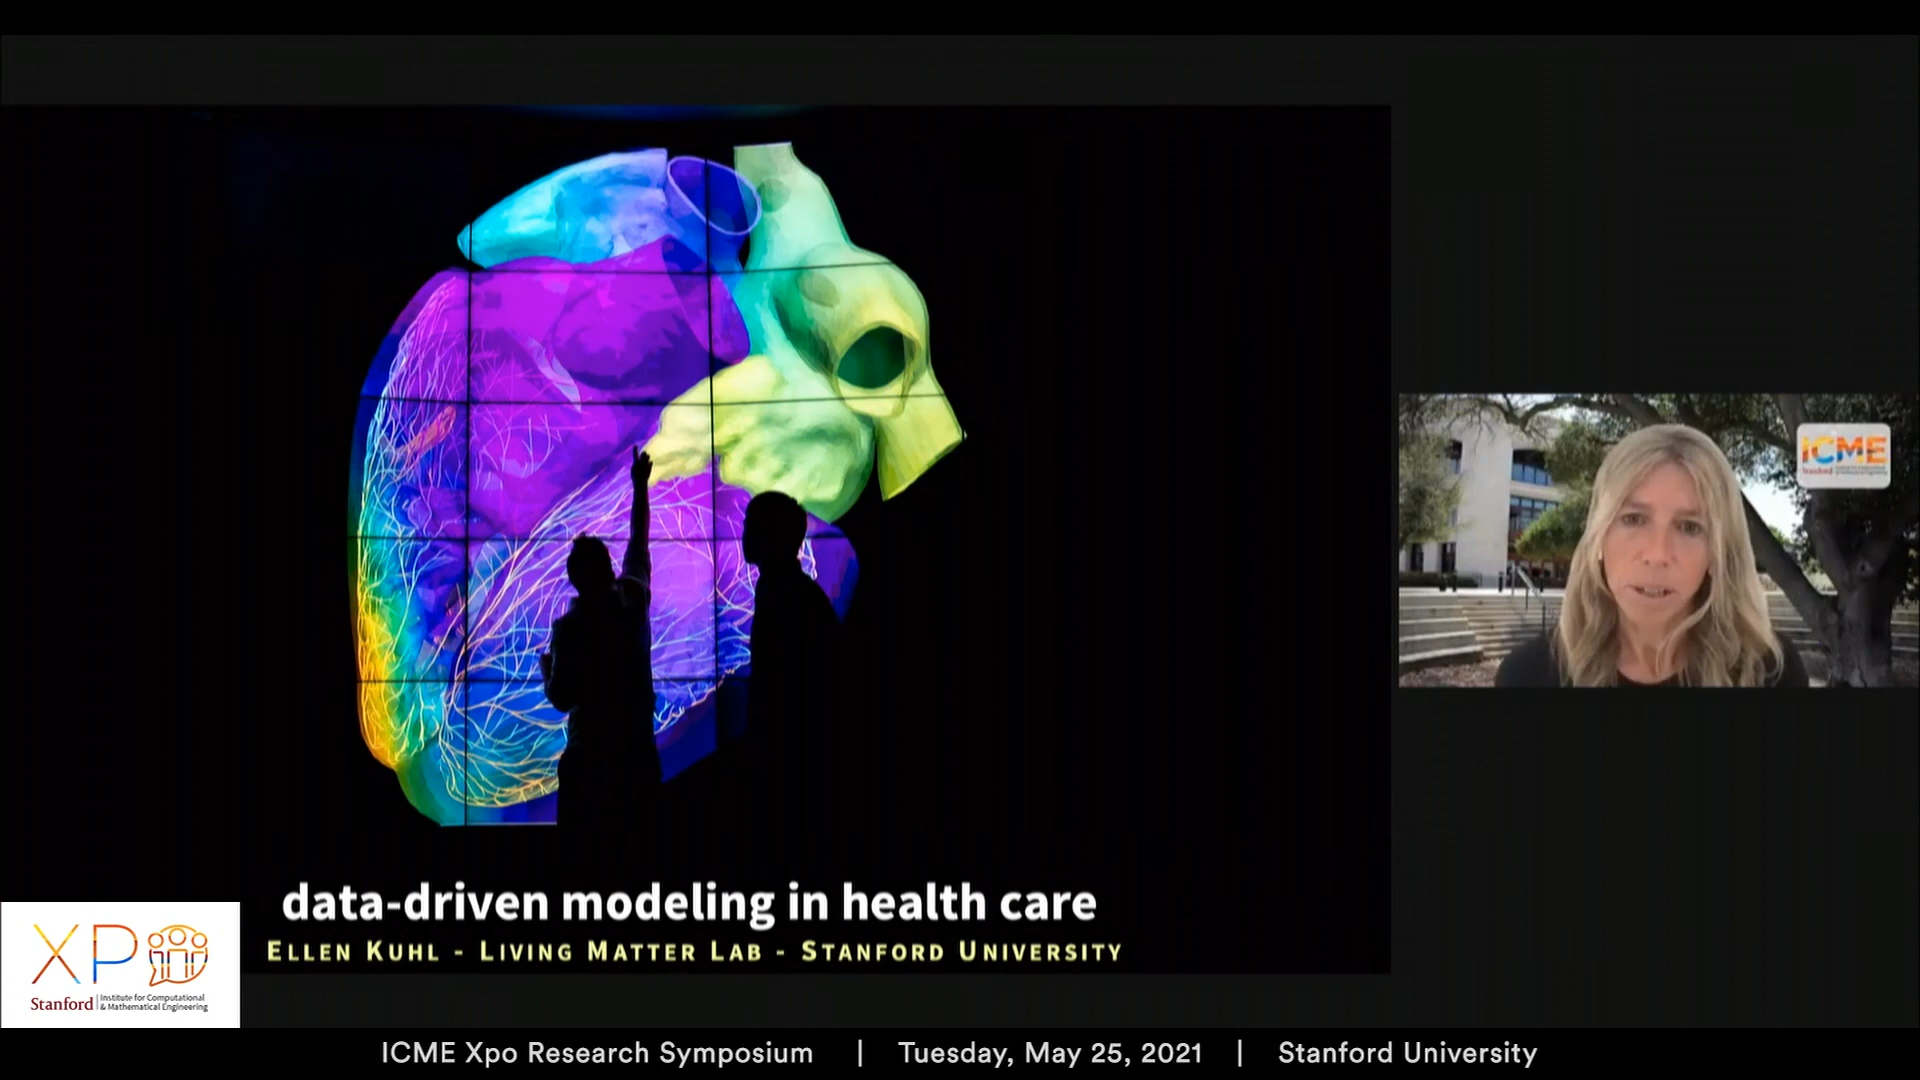 ICME
data-driven modeling in health care
ELLEN KUHL - LIVING MATTER LAB - STANFORD UNIVERSITY
XPO
Stanford
Institute for Computational
& Mathematical Engineering
ICME Xpo Research Symposium | Tuesday, May 25, 2021 | Stanford University